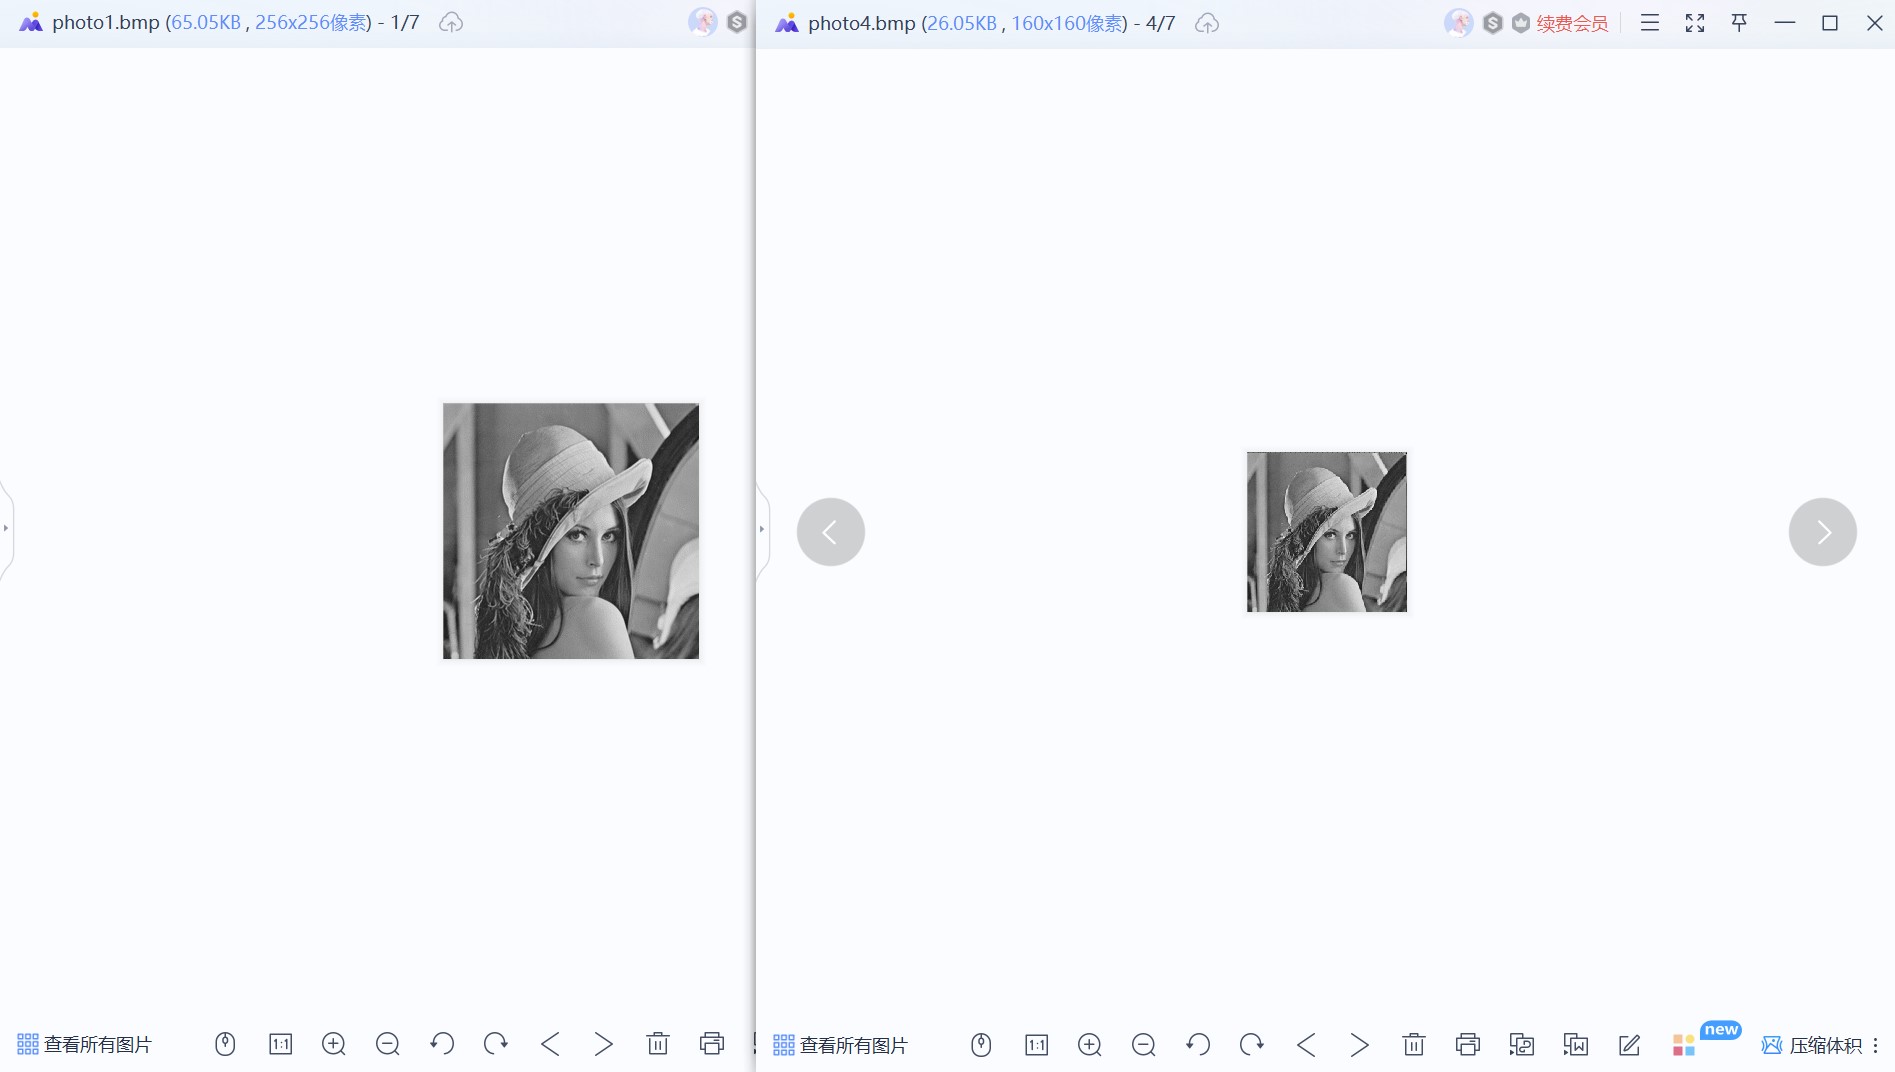 photo1.bmp (65.05KB , 256x256像素) - 1/7
photo4.bmp (26.05KB , 160x160像素) - 4/7
续费会员
查看所有图片
1:1
查看所有图片
1:1
new
压缩体积